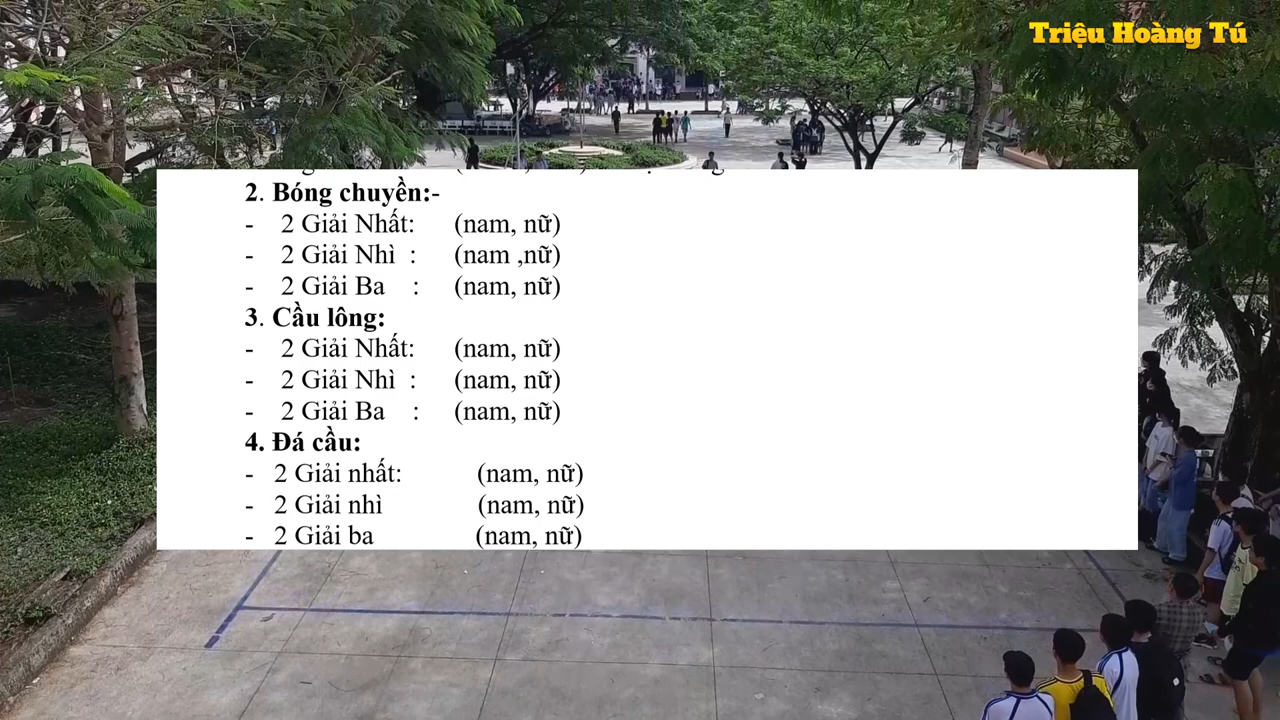 Triệu Hoàng Tú
2. Bóng chuyền:-
- 2 Giải Nhất: (nam, nữ)
- 2 Giải Nhì : (nam ,nữ)
- 2 Giải Ba : (nam, nữ)
3. Cầu lông:
- 2 Giải Nhất: (nam, nữ)
- 2 Giải Nhì : (nam, nữ)
- 2 Giải Ba : (nam, nữ)
4. Đá cầu:
- 2 Giải nhất: (nam, nữ)
- 2 Giải nhì (nam, nữ)
- 2 Giải ba (nam, nữ)